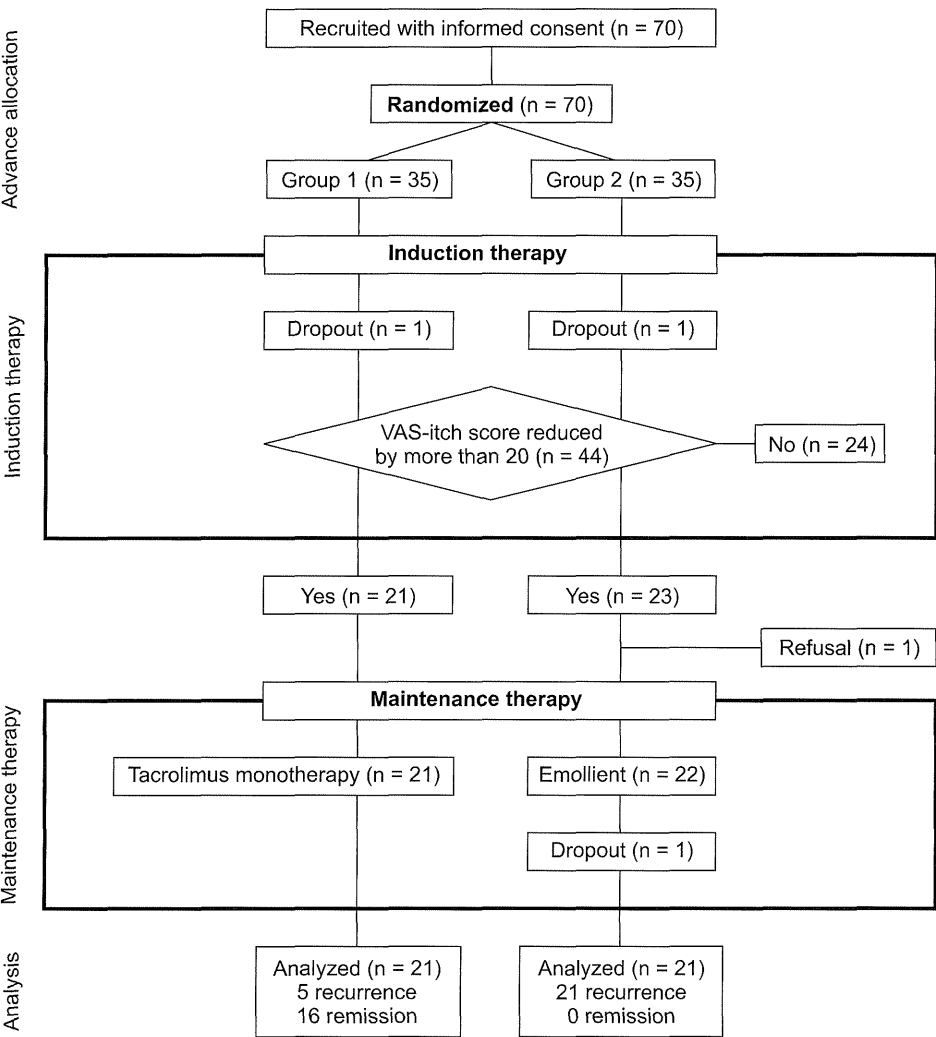 Advance allocation
Recruited with informed consent (n = 70)
Randomized (n = 70)
Group 1 (n = 35)
Group 2 (n = 35)
Induction therapy
Induction therapy
Dropout (n = 1)
Dropout (n = 1)
VAS-itch score reduced
by more than 20 (n = 44)
No (n = 24)
Yes (n = 21)
Yes (n = 23)
Refusal (n = 1)
Maintenance therapy
Maintenance therapy
Tacrolimus monotherapy (n = 21)
Emollient (n = 22)
Dropout (n = 1)
Analysis
Analyzed (n = 21)
5 recurrence
16 remission
Analyzed (n = 21)
21 recurrence
0 remission